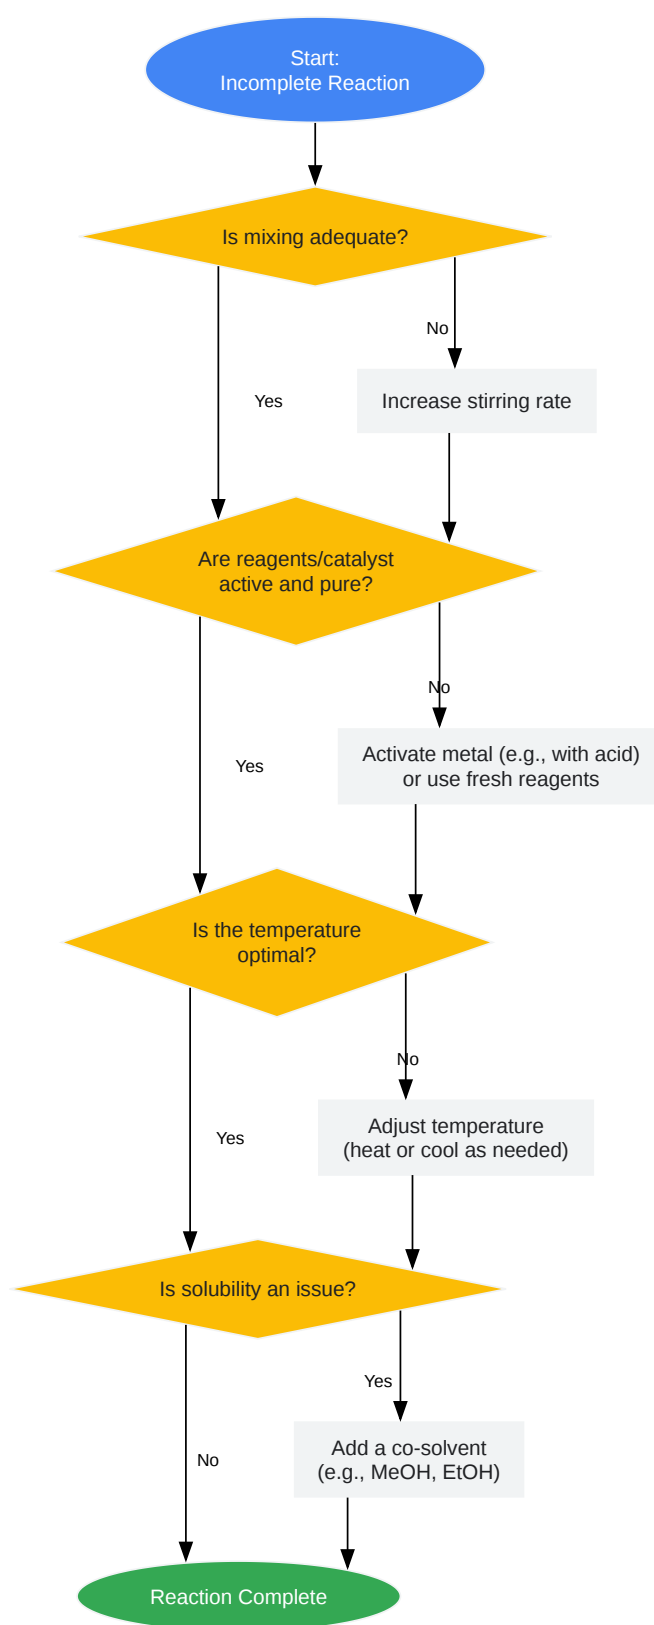 Start:
Incomplete Reaction
Is mixing adequate?
No
Yes
Increase stirring rate
Are reagents/catalyst
active and pure?
No
Yes
Activate metal (e.g., with acid)
or use fresh reagents
Is the temperature
optimal?
No
Yes
Adjust temperature
(heat or cool as needed)
Is solubility an issue?
Yes
No
Add a co-solvent
(e.g., MeOH, EtOH)
Reaction Complete